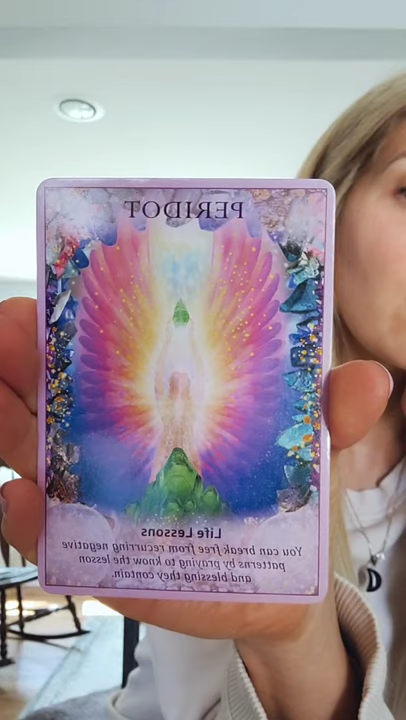 PERIDOT
Life Lessons
You can break free from recurring negative
patterns by praying to know the lesson
and blessing they contain.